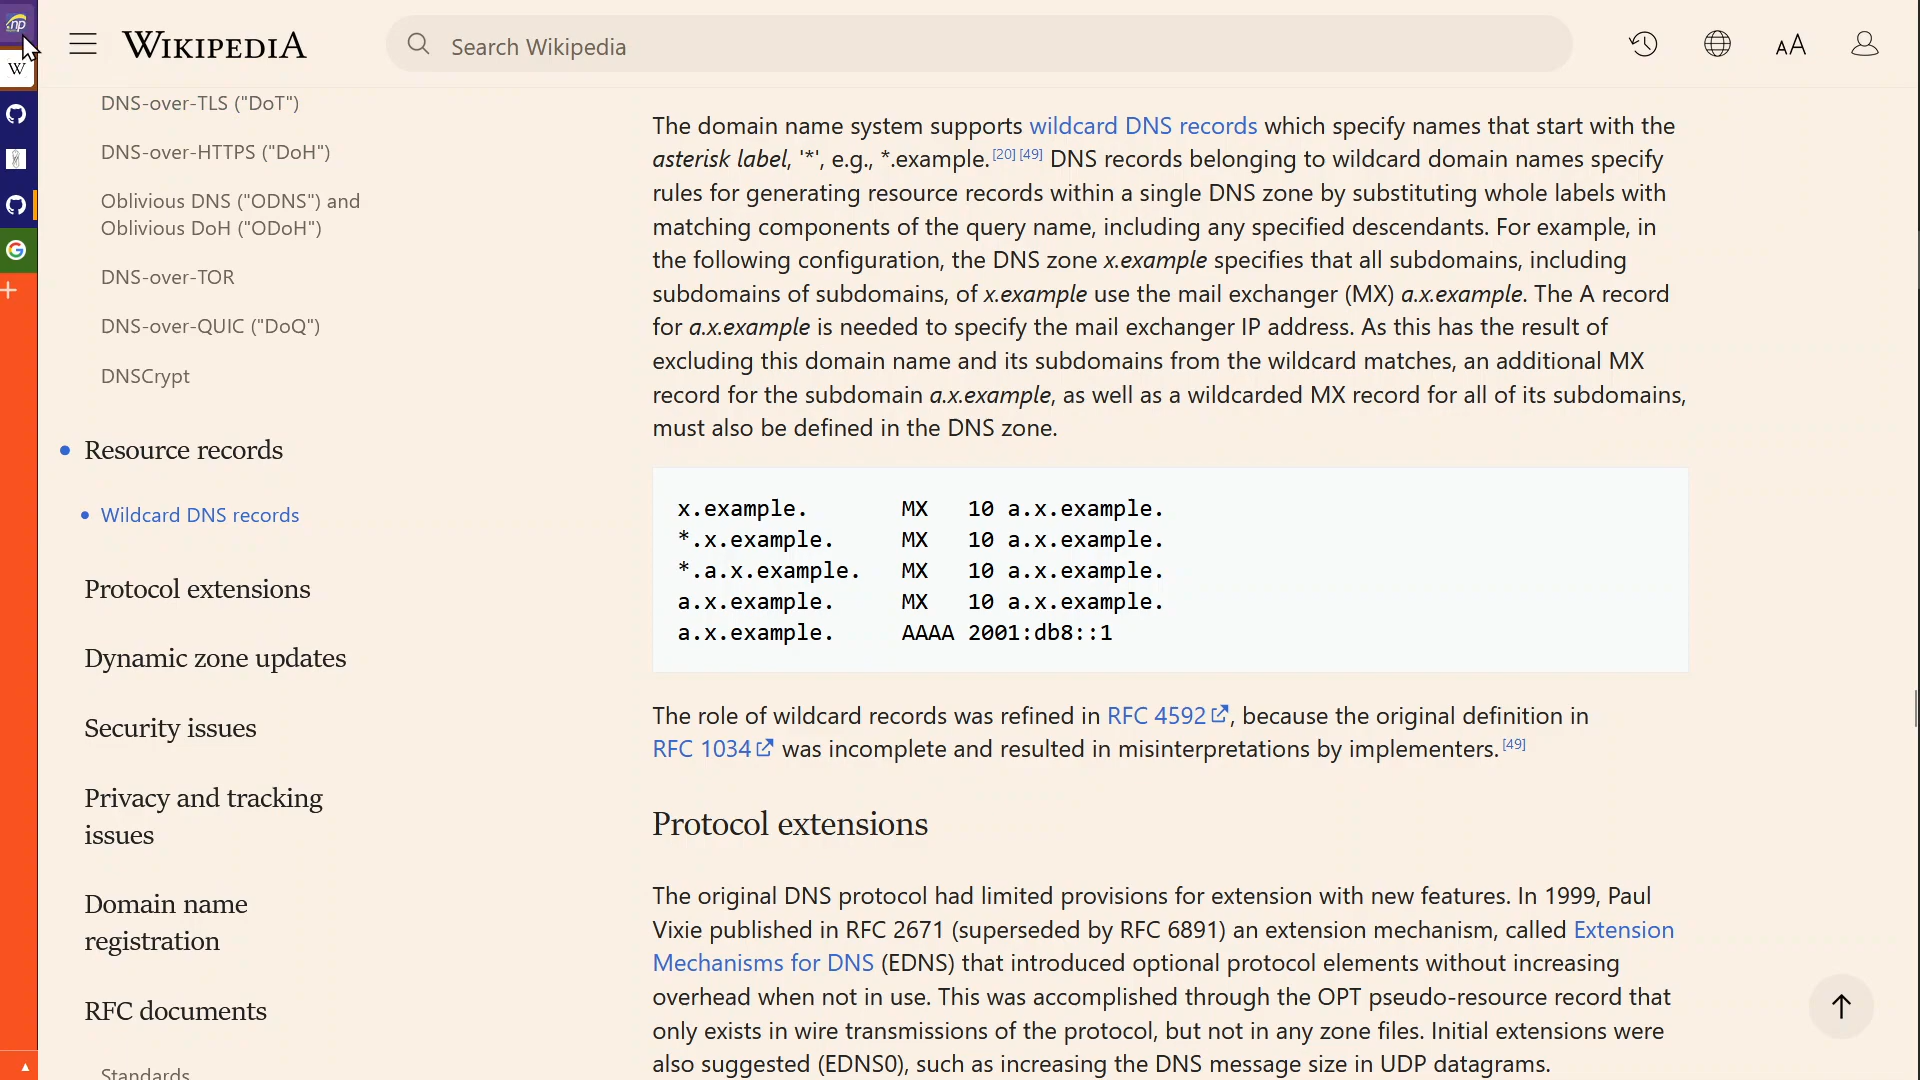 np
WIKIPEDIA
Search Wikipedia
AA
W
DNS-over-TLS ("DoT")
DNS-over-HTTPS ("DoH")
Oblivious DNS ("ODNS") and
Oblivious DoH ("ODoH")
DNS-over-TOR
DNS-over-QUIC ("DoQ")
DNSCrypt
Resource records
Wildcard DNS records
Protocol extensions
Dynamic zone updates
Security issues
Privacy and tracking
issues
Domain name
registration
RFC documents
Standards
The domain name system supports wildcard DNS records which specify names that start with the
asterisk label, '*', e.g., *.example.[20][49] DNS records belonging to wildcard domain names specify
rules for generating resource records within a single DNS zone by substituting whole labels with
matching components of the query name, including any specified descendants. For example, in
the following configuration, the DNS zone x.example specifies that all subdomains, including
subdomains of subdomains, of x.example use the mail exchanger (MX) a.x.example. The A record
for a.x.example is needed to specify the mail exchanger IP address. As this has the result of
excluding this domain name and its subdomains from the wildcard matches, an additional MX
record for the subdomain a.x.example, as well as a wildcarded MX record for all of its subdomains,
must also be defined in the DNS zone.
x.example. MX 10 a.x.example.
*.x.example. MX 10 a.x.example.
*.a.x.example. MX 10 a.x.example.
a.x.example. MX 10 a.x.example.
a.x.example. AAAA 2001:db8::1
The role of wildcard records was refined in RFC 4592, because the original definition in
RFC 1034 was incomplete and resulted in misinterpretations by implementers.[49]
Protocol extensions
The original DNS protocol had limited provisions for extension with new features. In 1999, Paul
Vixie published in RFC 2671 (superseded by RFC 6891) an extension mechanism, called Extension
Mechanisms for DNS (EDNS) that introduced optional protocol elements without increasing
overhead when not in use. This was accomplished through the OPT pseudo-resource record that
only exists in wire transmissions of the protocol, but not in any zone files. Initial extensions were
also suggested (EDNS0), such as increasing the DNS message size in UDP datagrams.